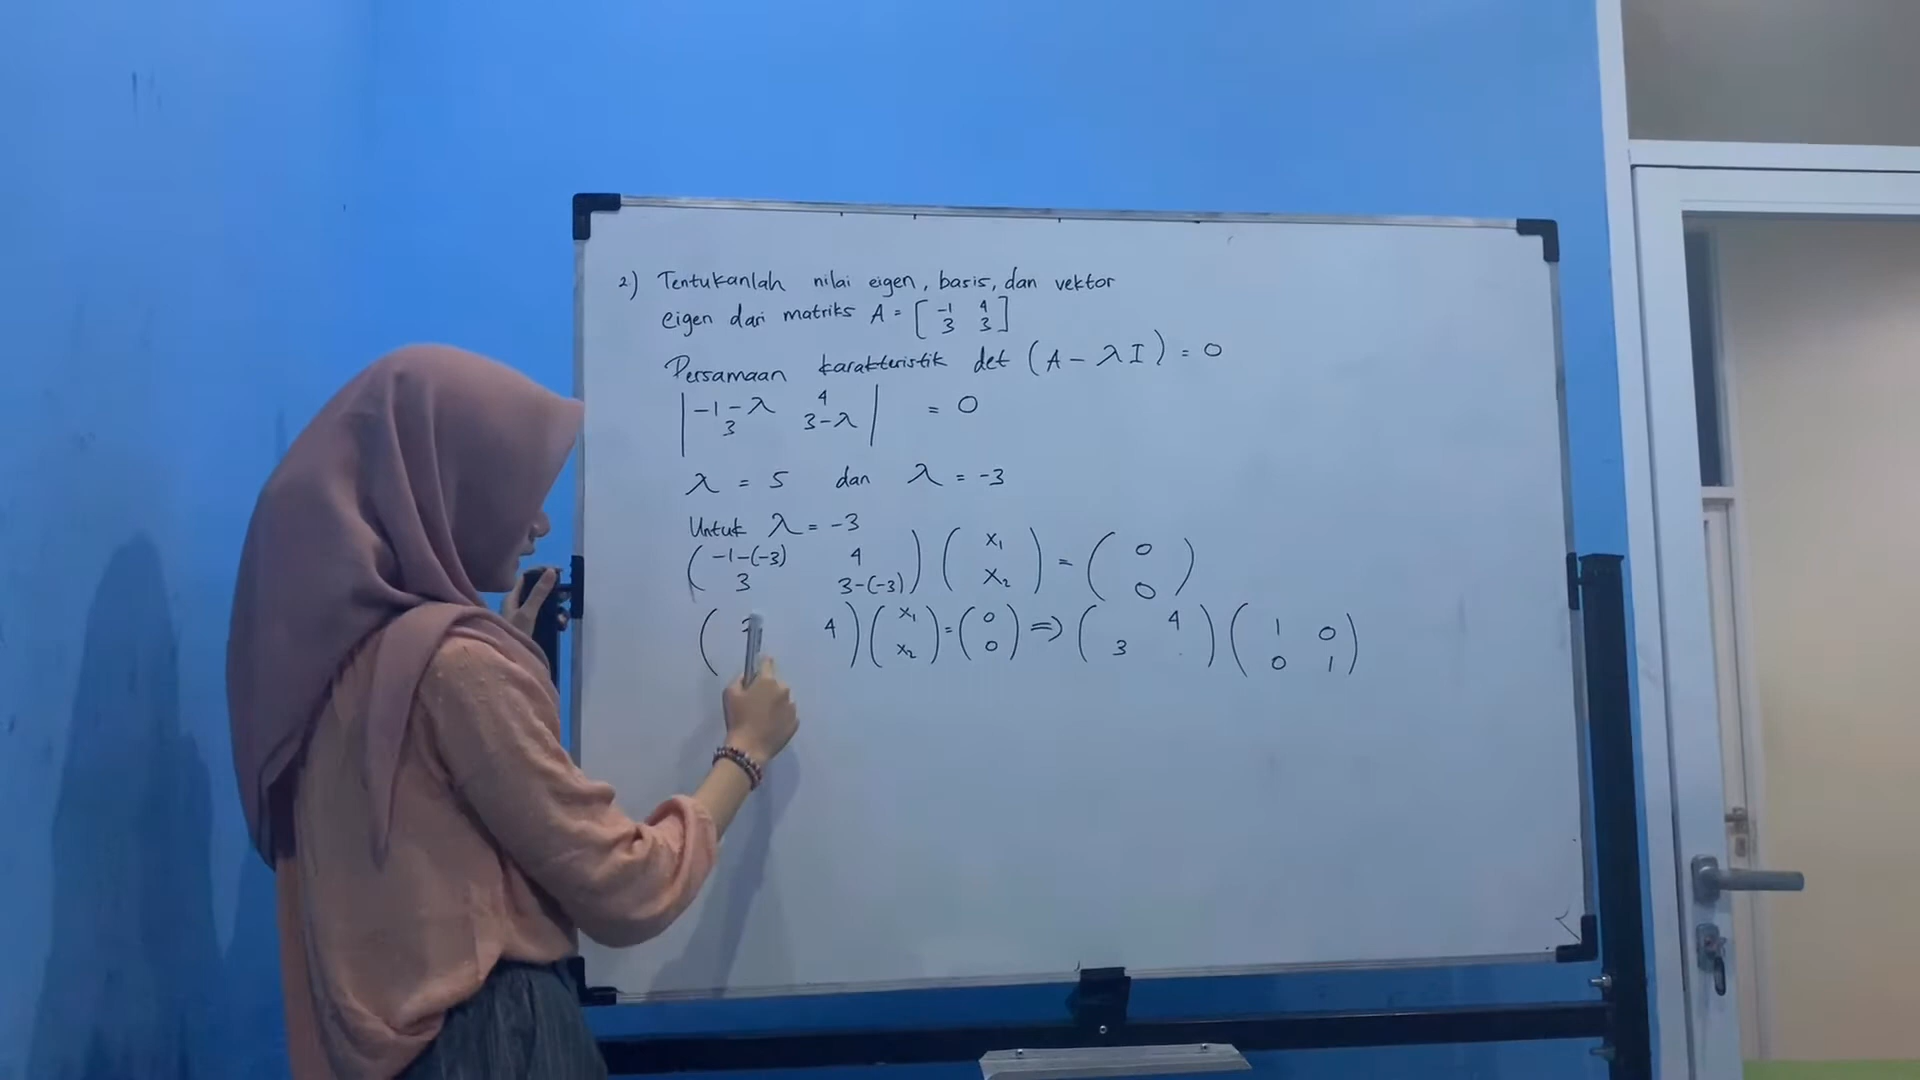 2) Tentukanlah nilai eigen, basis, dan vektor
eigen dari matriks A = [ -1 4
3 3 ]
Persamaan karakteristik det (A - λI) = 0
| -1-λ 4 | = 0
3 3-λ
λ = 5 dan λ = -3
Untuk λ = -3
( -1-(-3) 4 ) ( x₁ ) = ( 0 )
3 3-(-3) x₂ 0
( 4 ) ( x₁ ) = ( 0 ) => ( 4 ) ( 1 0 )
x₂ 0 3 0 1